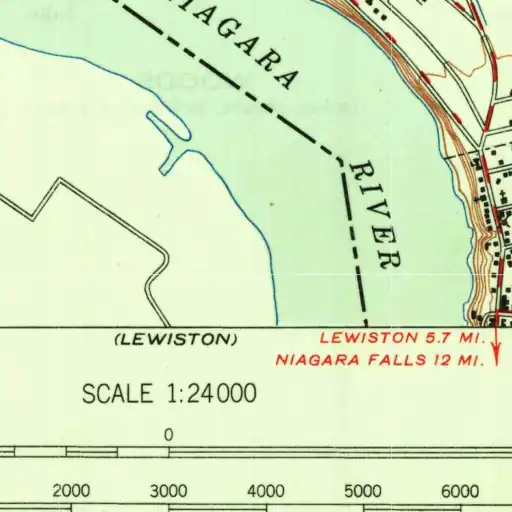 NIAGARA
RIVER
(LEWISTON)
LEWISTON 5.7 MI.
NIAGARA FALLS 12 MI.
SCALE 1:24000
0
2000 3000 4000 5000 6000